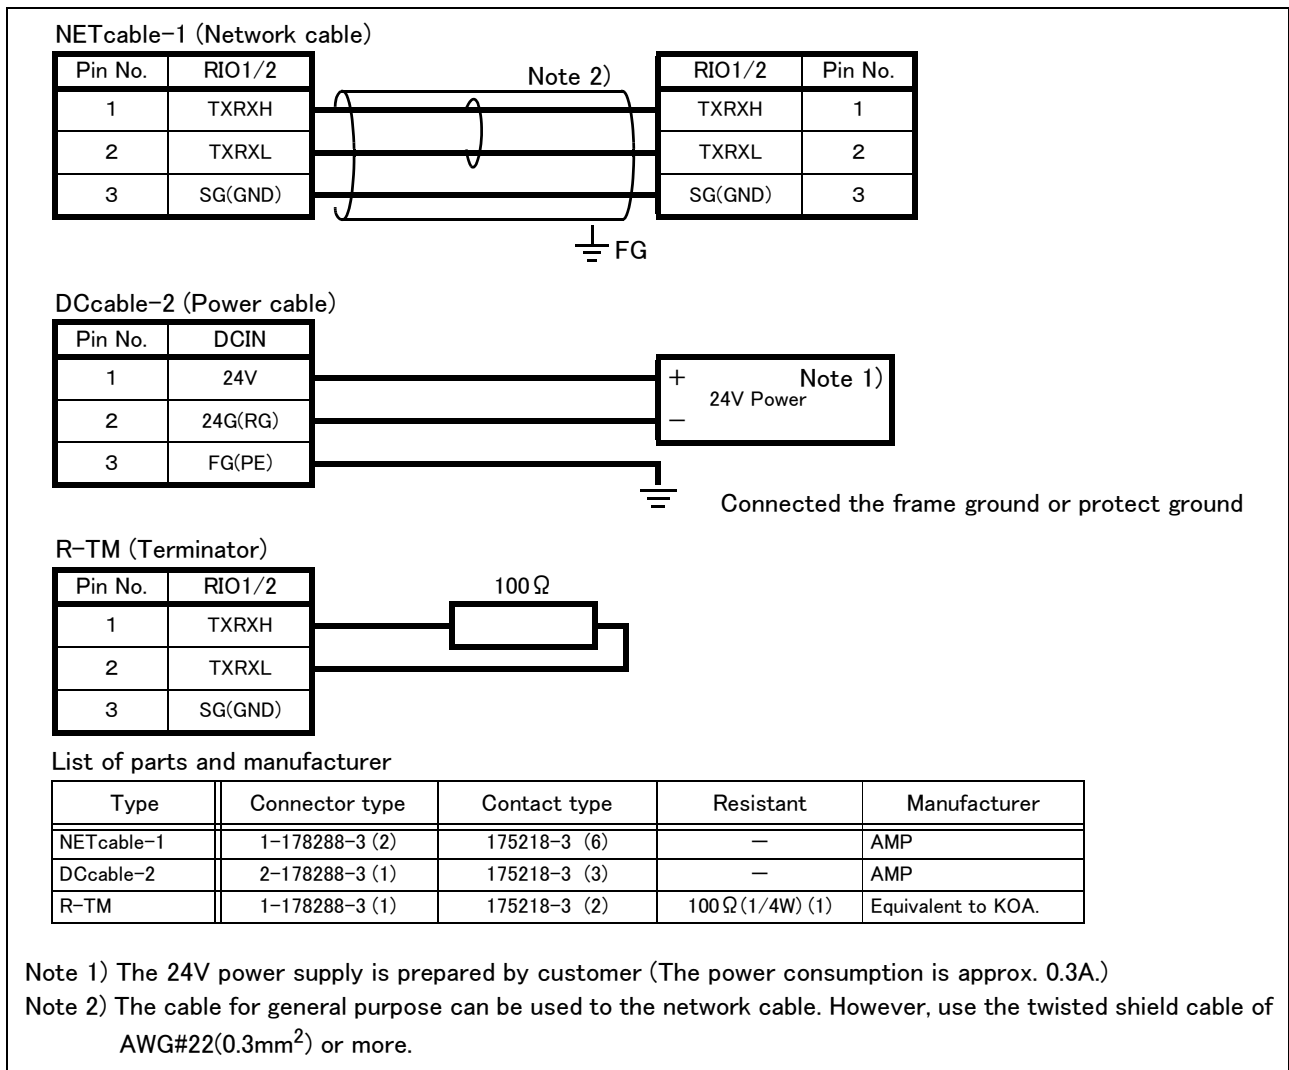 NETcable-1 (Network cable)
Pin No. RIO1/2 Note 2) RIO1/2 Pin No.
1 TXRXH TXRXH 1
2 TXRXL TXRXL 2
3 SG(GND) SG(GND) 3
FG
DCcable-2 (Power cable)
Pin No. DCIN
1 24V + Note 1)
24V Power
2 24G(RG) -
3 FG(PE)
Connected the frame ground or protect ground
R-TM (Terminator)
Pin No. RIO1/2 100Ω
1 TXRXH
2 TXRXL
3 SG(GND)
List of parts and manufacturer
Type Connector type Contact type Resistant Manufacturer
NETcable-1 1-178288-3 (2) 175218-3 (6) - AMP
DCcable-2 2-178288-3 (1) 175218-3 (3) - AMP
R-TM 1-178288-3 (1) 175218-3 (2) 100Ω(1/4W) (1) Equivalent to KOA.
Note 1) The 24V power supply is prepared by customer (The power consumption is approx. 0.3A.)
Note 2) The cable for general purpose can be used to the network cable. However, use the twisted shield cable of
AWG#22(0.3mm²) or more.